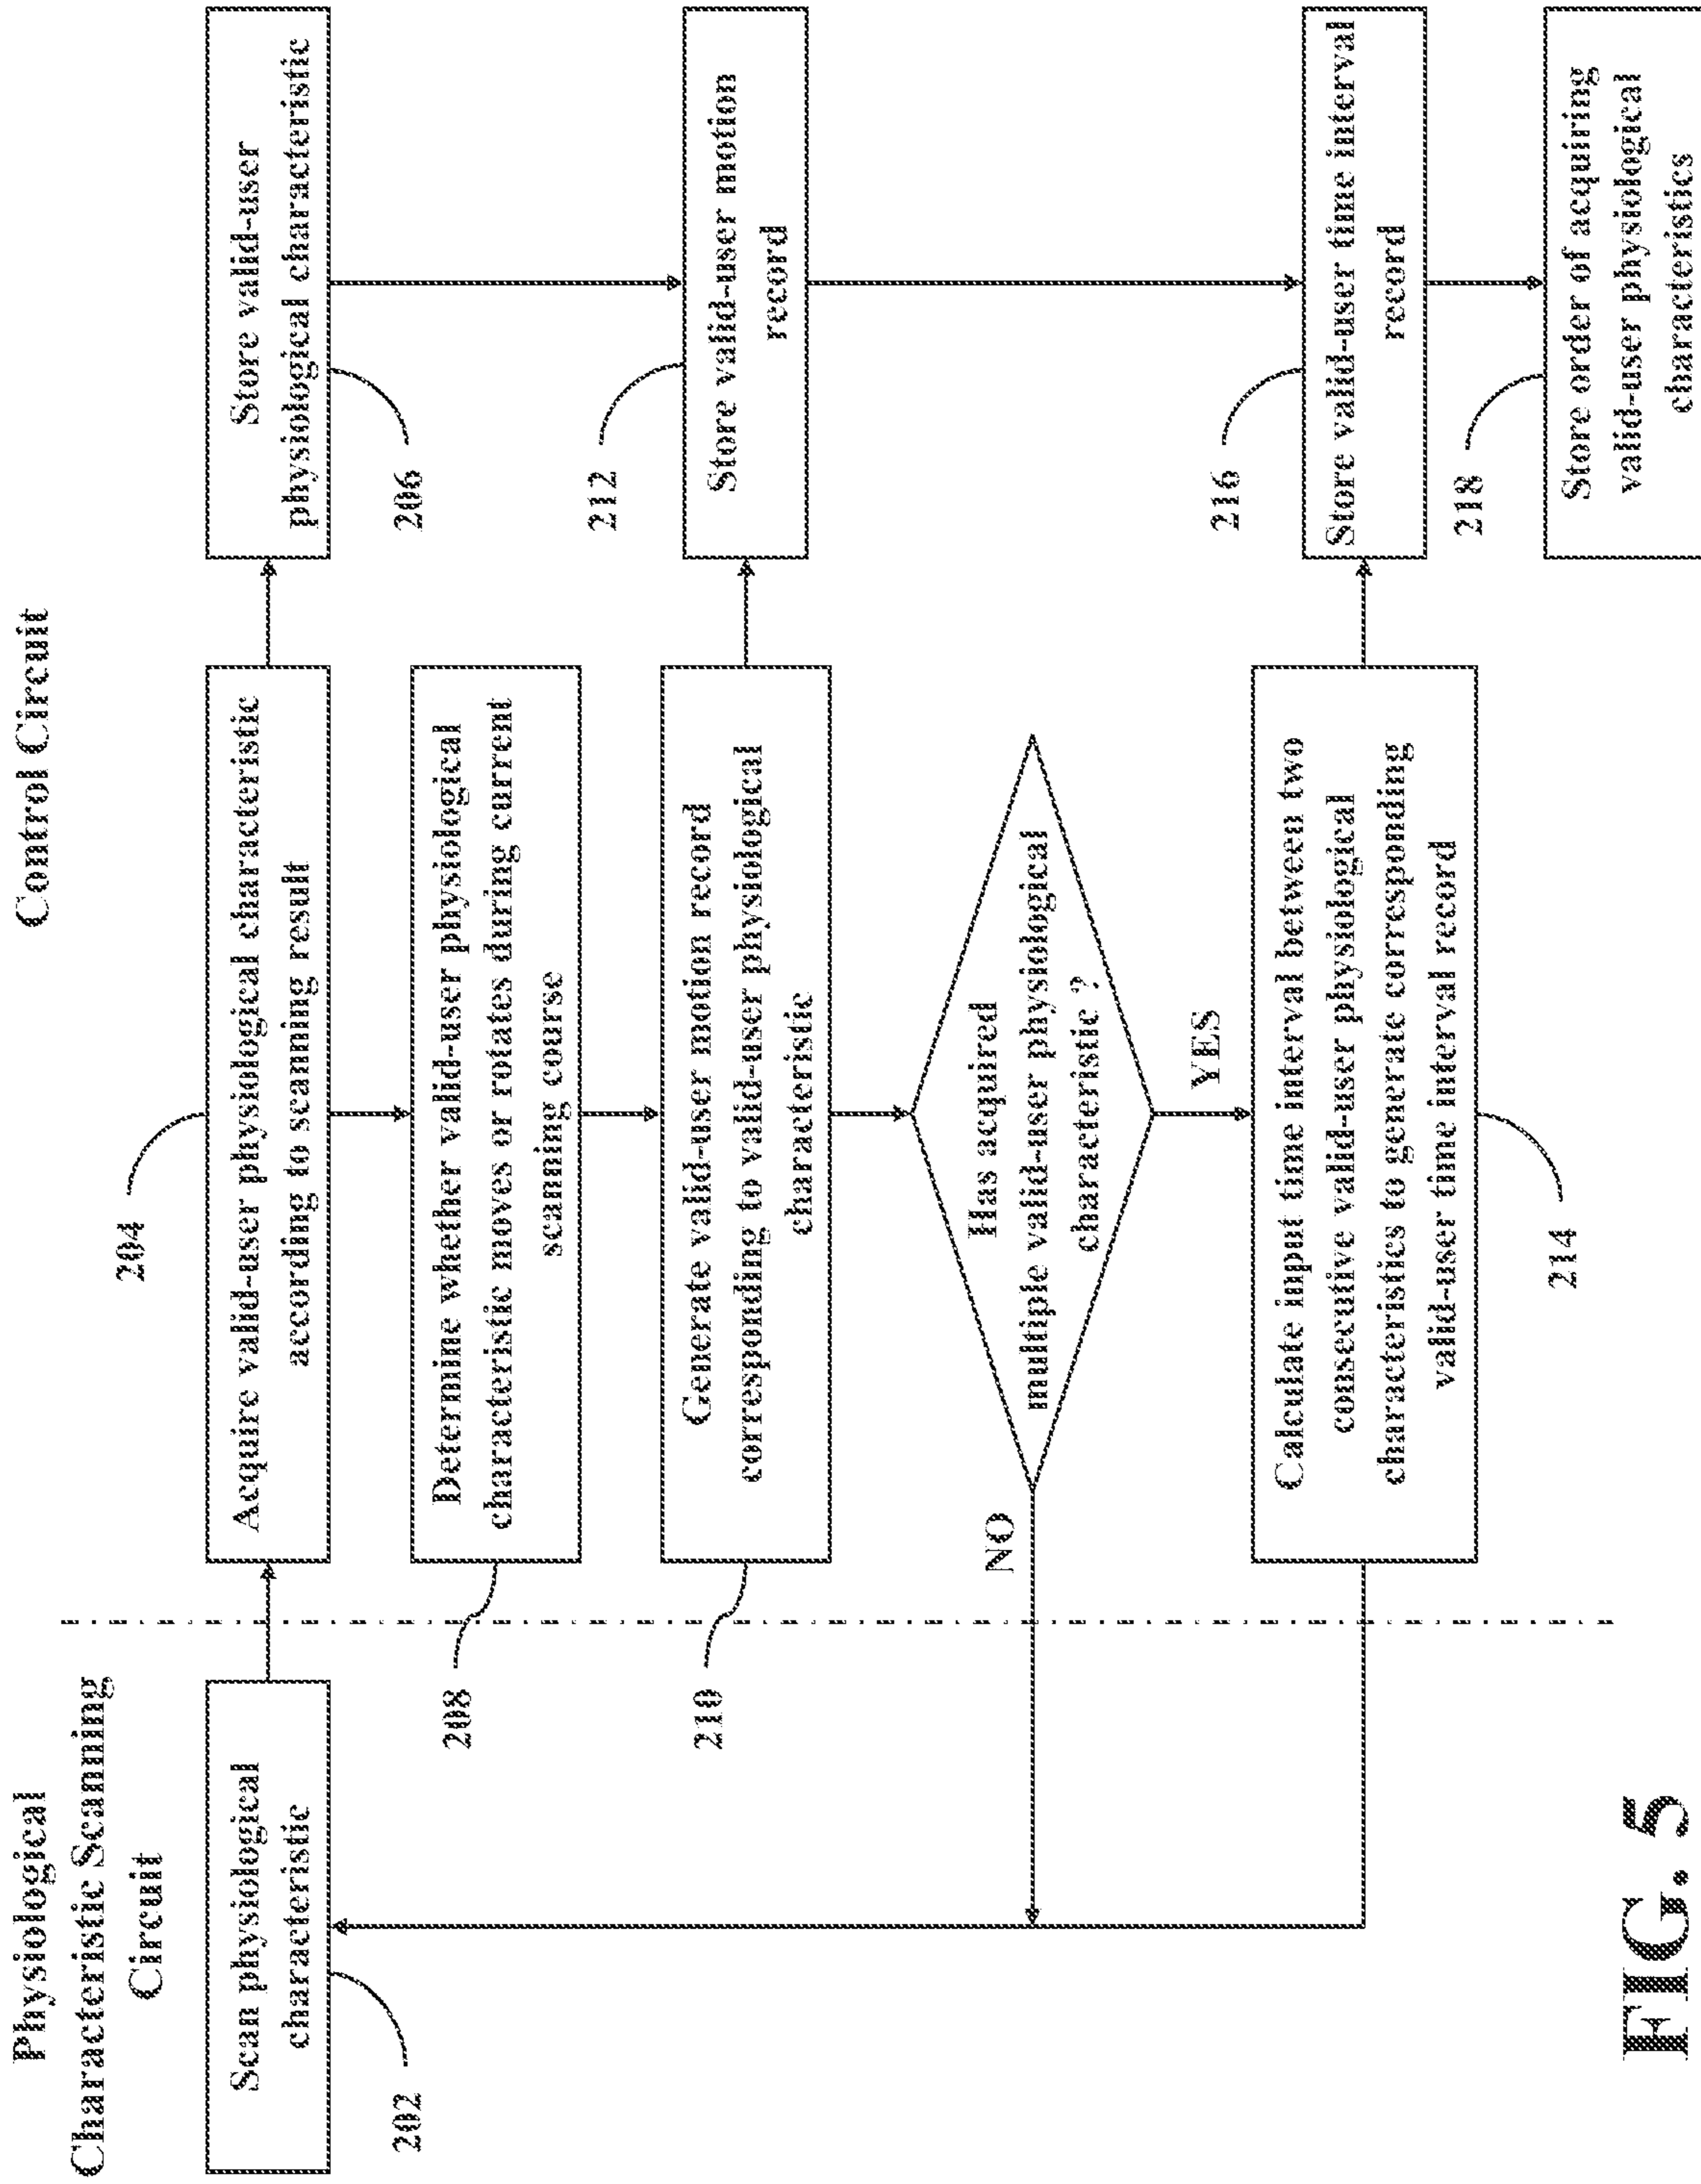 Physiological
Characteristic Scanning
Circuit
Control Circuit
Scan physiological
characteristic
202
204
Acquire valid-user physiological characteristic
according to scanning result
Store valid-user
physiological characteristic
206
Determine whether valid-user physiological
characteristic moves or rotates during current
scanning course
208
Generate valid-user motion record
corresponding to valid-user physiological
characteristic
210
212
Store valid-user motion
record
Has acquired
multiple valid-user physiological
characteristic ?
NO
YES
Calculate input time interval between two
consecutive valid-user physiological
characteristics to generate corresponding
valid-user time interval record
214
216
Store valid-user time interval
record
218
Store order of acquiring
valid-user physiological
characteristics
FIG. 5